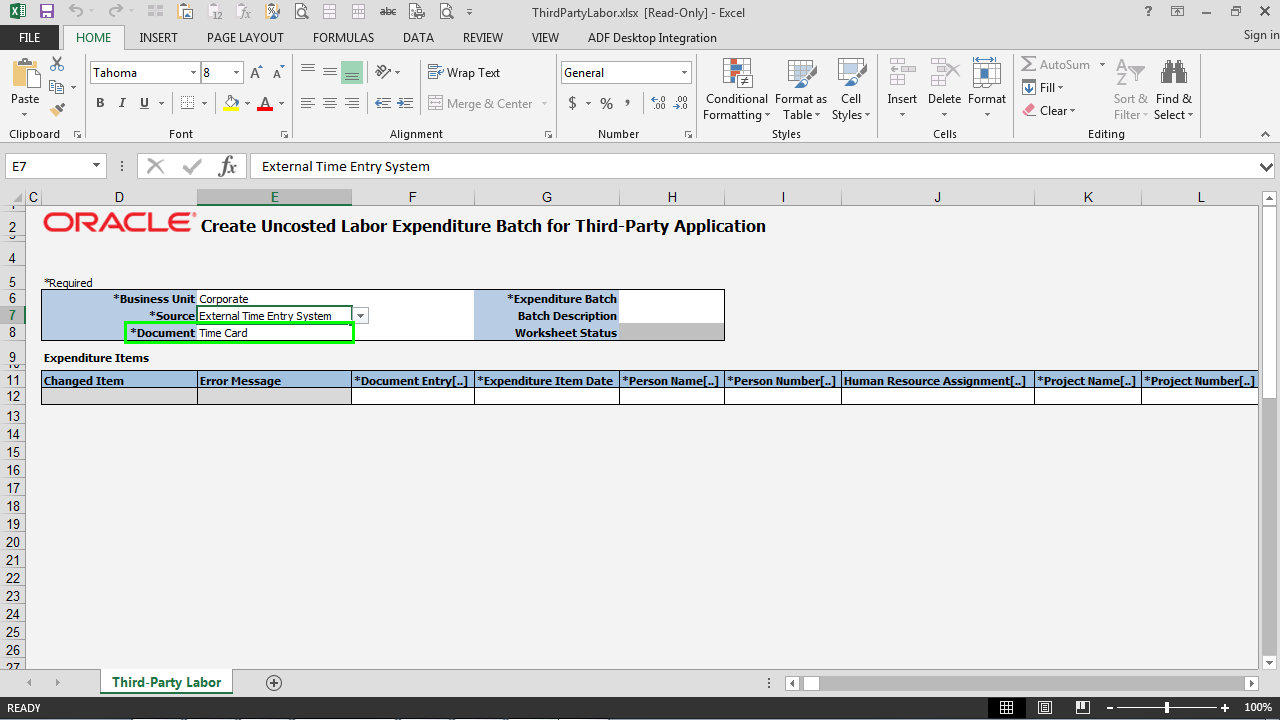 ThirdPartyLabor.xlsx [Read-Only] - Excel
?
FILE HOME INSERT PAGE LAYOUT FORMULAS DATA REVIEW VIEW ADF Desktop Integration Sign in
Paste
Tahoma 8
B I U A
Wrap Text
Merge & Center
General
$ % ,
Conditional Formatting
Format as Table
Cell Styles
Insert Delete Format
AutoSum
Fill
Clear
Sort & Filter
Find & Select
Clipboard Font Alignment Number Styles Cells Editing
E7 fx External Time Entry System
C D E F G H I J K L
2 ORACLE Create Uncosted Labor Expenditure Batch for Third-Party Application
4
5 *Required
6 *Business Unit Corporate *Expenditure Batch
7 *Source External Time Entry System Batch Description
8 *Document Time Card Worksheet Status
9 Expenditure Items
11 Changed Item Error Message *Document Entry[..] *Expenditure Item Date *Person Name[..] *Person Number[..] Human Resource Assignment[..] *Project Name[..] *Project Number[..]
12
13
14
15
16
17
18
19
20
21
22
23
24
25
26
27
Third-Party Labor
READY 100%